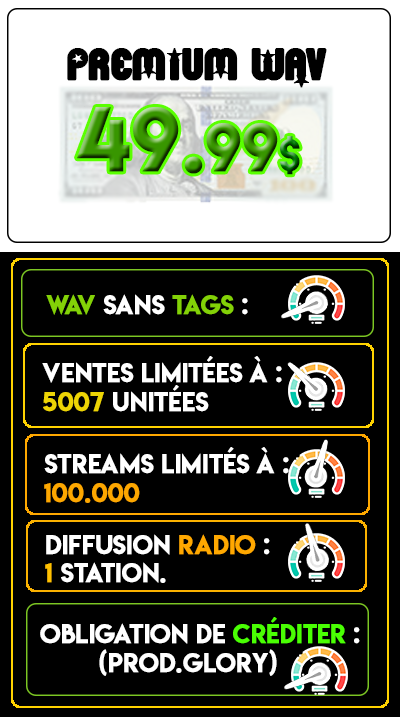 PREMIUM WAV
49.99$
WAV SANS TAGS :
VENTES LIMITÉES À :
5007 UNITÉES
STREAMS LIMITÉS À :
100.000
DIFFUSION RADIO :
1 STATION.
OBLIGATION DE CRÉDITER :
(PROD.GLORY)